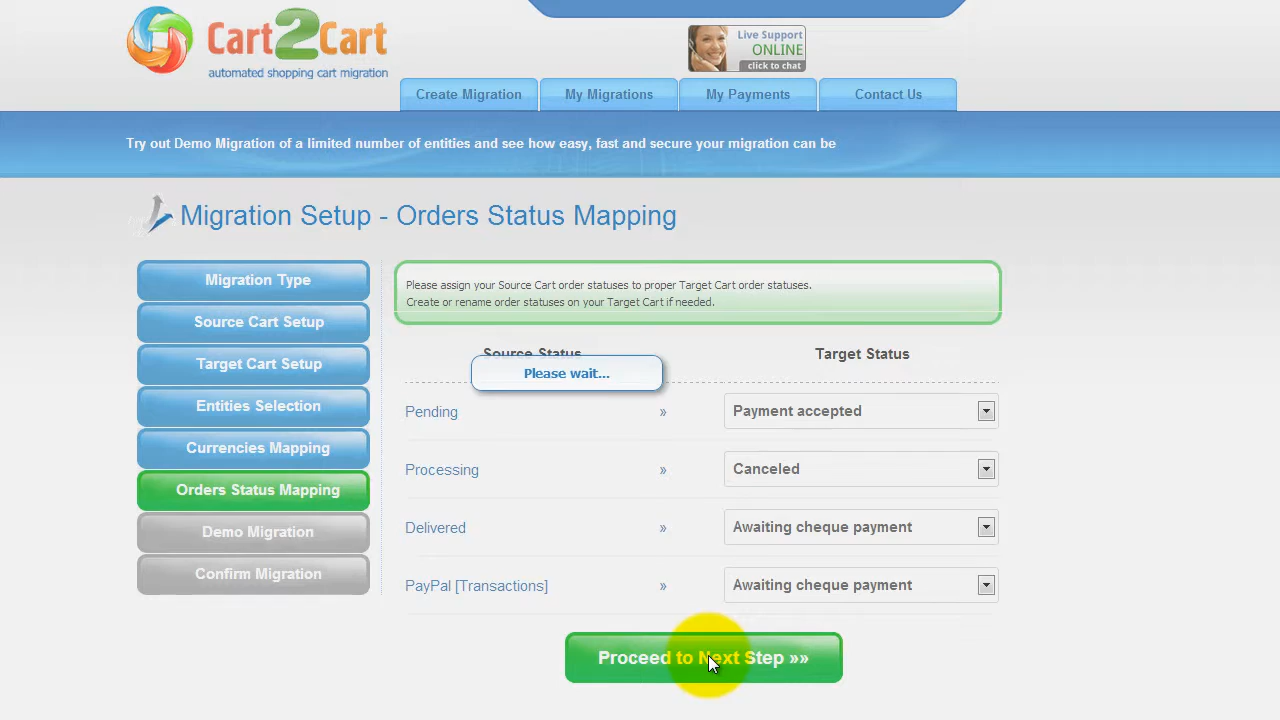 Cart2Cart
automated shopping cart migration
Live Support
ONLINE
click to chat
Create Migration
My Migrations
My Payments
Contact Us
Try out Demo Migration of a limited number of entities and see how easy, fast and secure your migration can be
Migration Setup - Orders Status Mapping
Migration Type
Source Cart Setup
Target Cart Setup
Entities Selection
Currencies Mapping
Orders Status Mapping
Demo Migration
Confirm Migration
Please assign your Source Cart order statuses to proper Target Cart order statuses.
Create or rename order statuses on your Target Cart if needed.
Source Status
Target Status
Please wait...
Pending » Payment accepted
Processing » Canceled
Delivered » Awaiting cheque payment
PayPal [Transactions] » Awaiting cheque payment
Proceed to Next Step »»